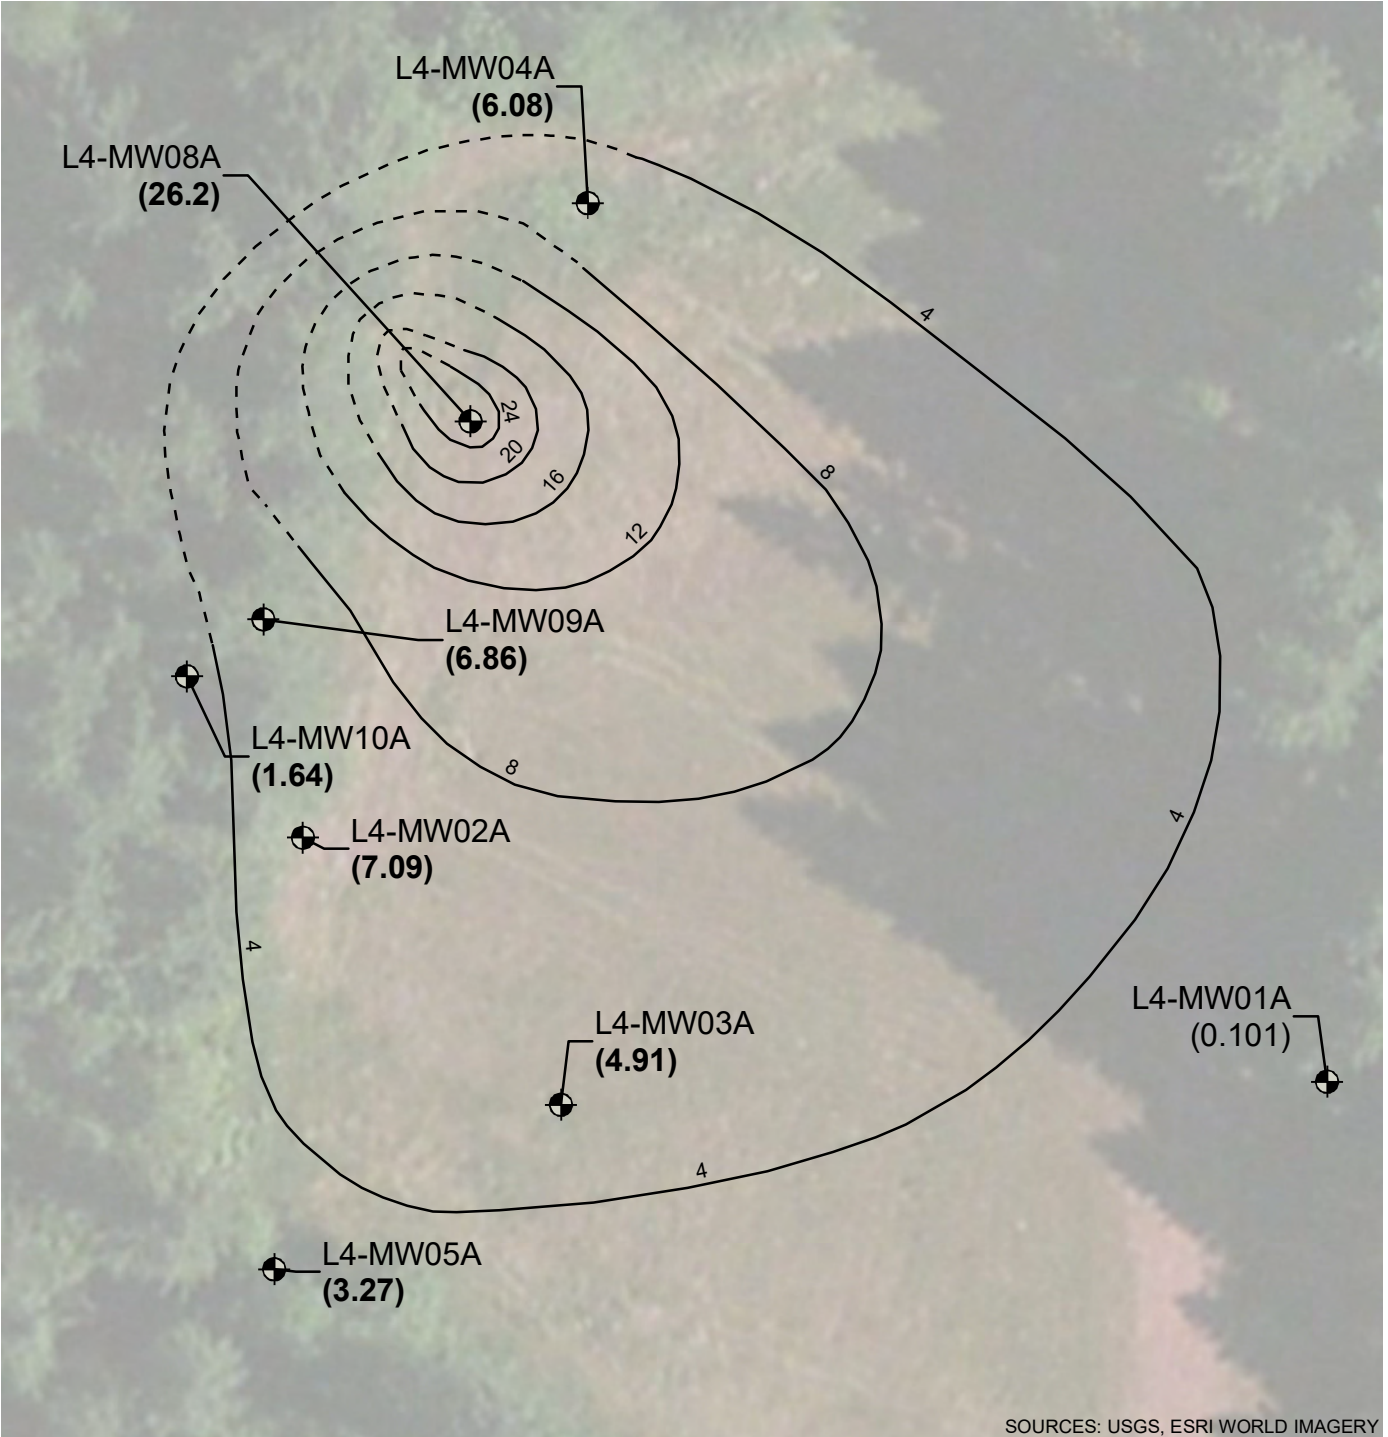 L4-MW04A
(6.08)
L4-MW08A
(26.2)
4
24
20
16
8
12
L4-MW09A
(6.86)
L4-MW10A
(1.64)
8
4
L4-MW02A
(7.09)
4
L4-MW01A
(0.101)
L4-MW03A
(4.91)
4
L4-MW05A
(3.27)
SOURCES: USGS, ESRI WORLD IMAGERY